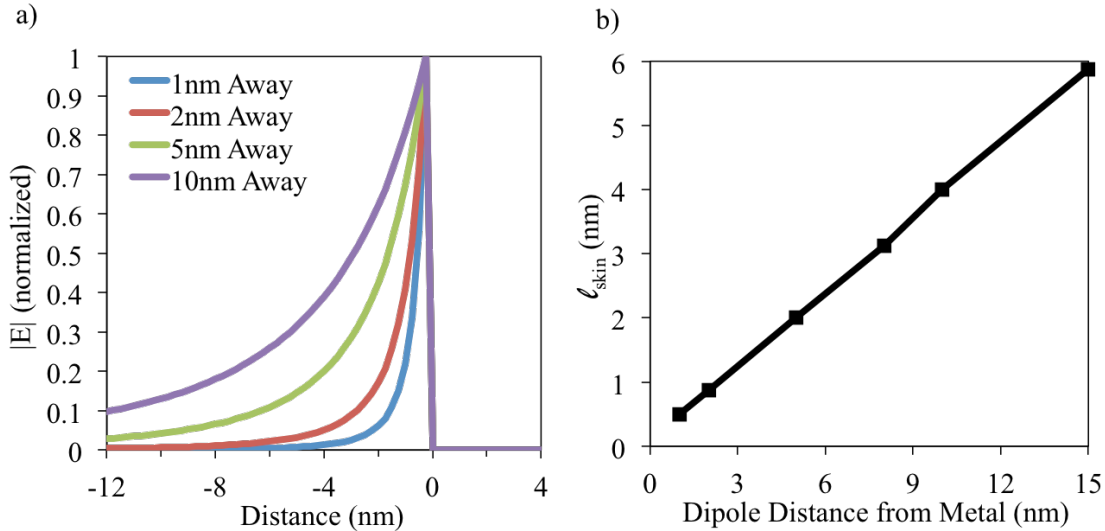 a)
1
0.9
0.8
0.7
0.6
0.5
0.4
0.3
0.2
0.1
0
|E| (normalized)
1nm Away
2nm Away
5nm Away
10nm Away
-12 -8 -4 0 4
Distance (nm)
b)
6
5
4
3
2
1
0
ℓskin (nm)
0 3 6 9 12 15
Dipole Distance from Metal (nm)